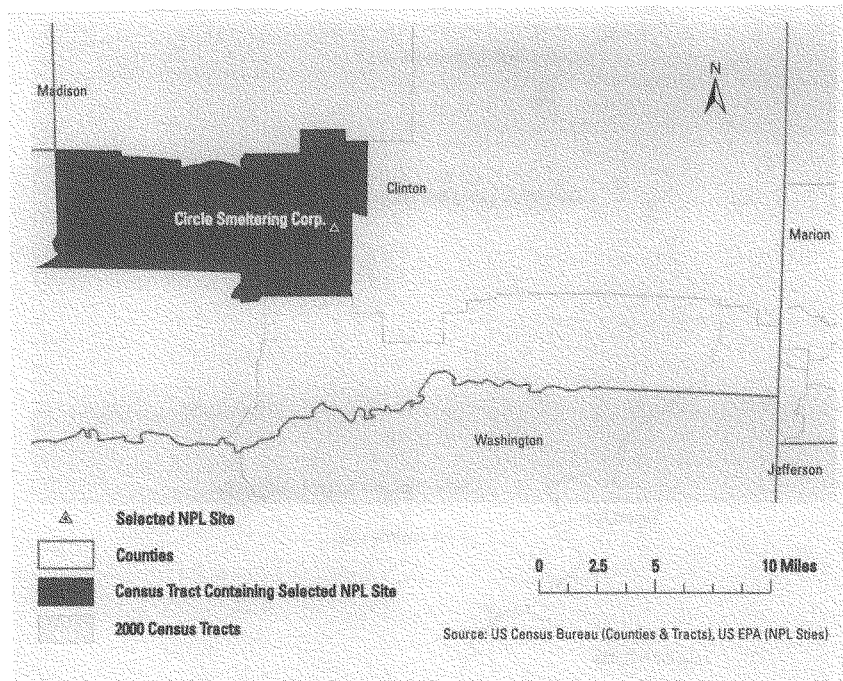 N
Madison
Clinton
Circle Smeltering Corp.
Marion
Washington
Jefferson
Selected NPL Site
Counties
Census Tract Containing Selected NPL Site
2000 Census Tracts
0 2.5 5 10 Miles
Source: US Census Bureau (Counties & Tracts), US EPA (NPL Sties)